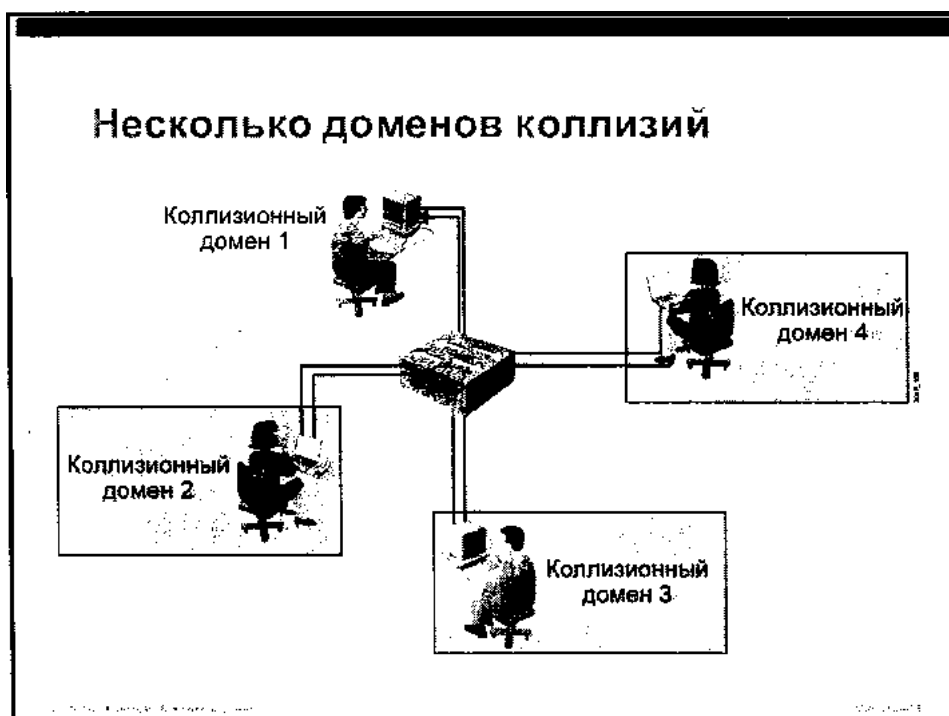 Несколько доменов коллизий
Коллизионный
домен 1
Коллизионный
домен 4
Коллизионный
домен 2
Коллизионный
домен 3